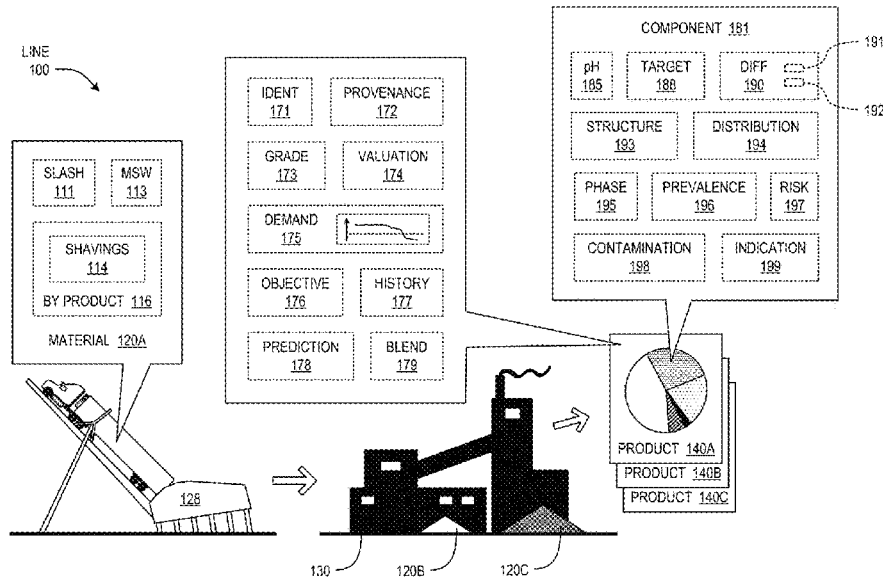 LINE
100
SLASH
111
MSW
113
SHAVINGS
114
BY PRODUCT 116
MATERIAL 120A
128
IDENT
171
PROVENANCE
172
GRADE
173
VALUATION
174
DEMAND
175
OBJECTIVE
176
HISTORY
177
PREDICTION
178
BLEND
179
COMPONENT 181
pH
185
TARGET
188
DIFF
190
191
192
STRUCTURE
193
DISTRIBUTION
194
PHASE
195
PREVALENCE
196
RISK
197
CONTAMINATION
198
INDICATION
199
PRODUCT 140A
PRODUCT 140B
PRODUCT 140C
130
120B
120C